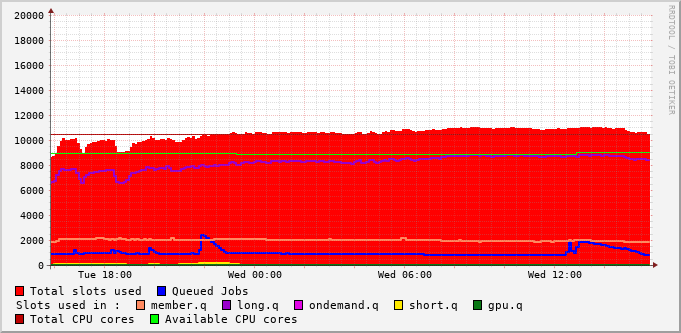 RRDTOOL / TOBI OETIKER
20000
18000
16000
14000
12000
10000
8000
6000
4000
2000
0
Tue 18:00 Wed 00:00 Wed 06:00 Wed 12:00
Total slots used Queued Jobs
Slots used in : member.q long.q ondemand.q short.q gpu.q
Total CPU cores Available CPU cores